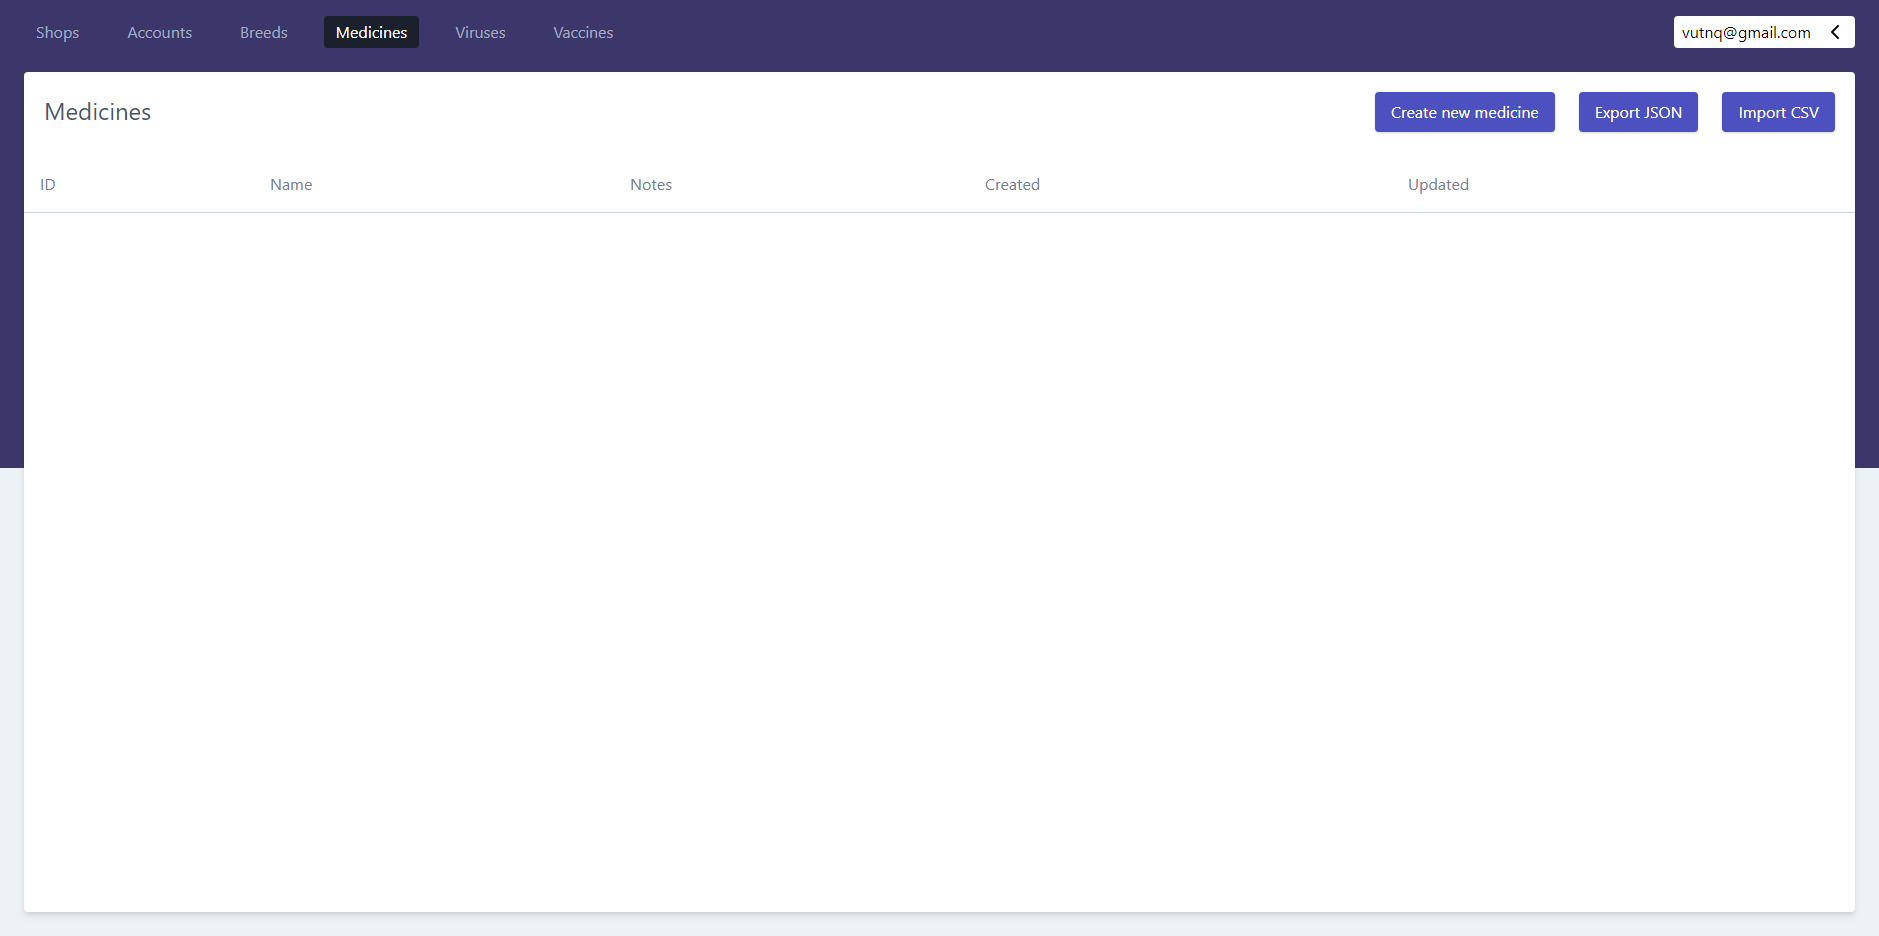 Shops Accounts Breeds Medicines Viruses Vaccines vutnq@gmail.com
Medicines Create new medicine Export JSON Import CSV
ID Name Notes Created Updated